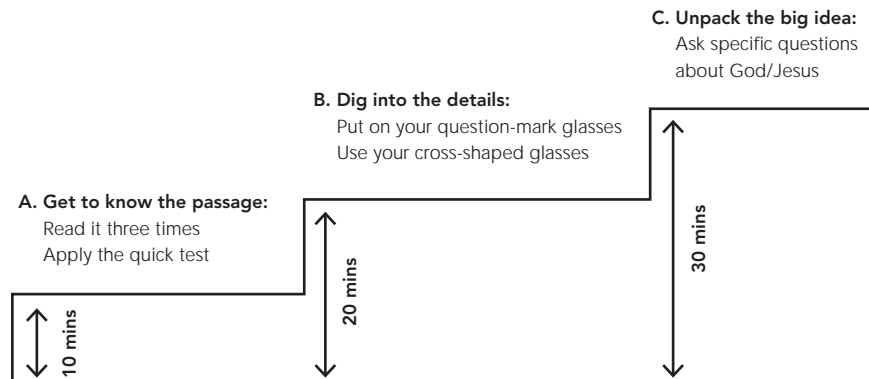 C. Unpack the big idea:
Ask specific questions
about God/Jesus
B. Dig into the details:
Put on your question-mark glasses
Use your cross-shaped glasses
A. Get to know the passage:
Read it three times
Apply the quick test
10 mins
20 mins
30 mins